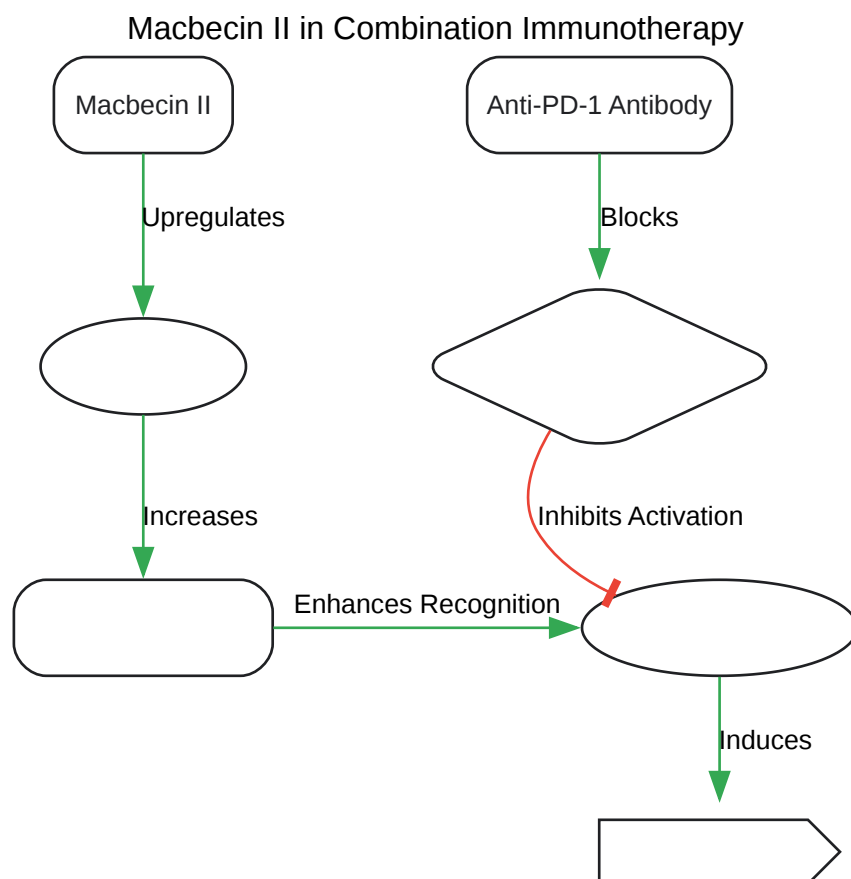 Macbecin II in Combination Immunotherapy
Macbecin II
Anti-PD-1 Antibody
Upregulates
Blocks
Increases
Inhibits Activation
Enhances Recognition
Induces